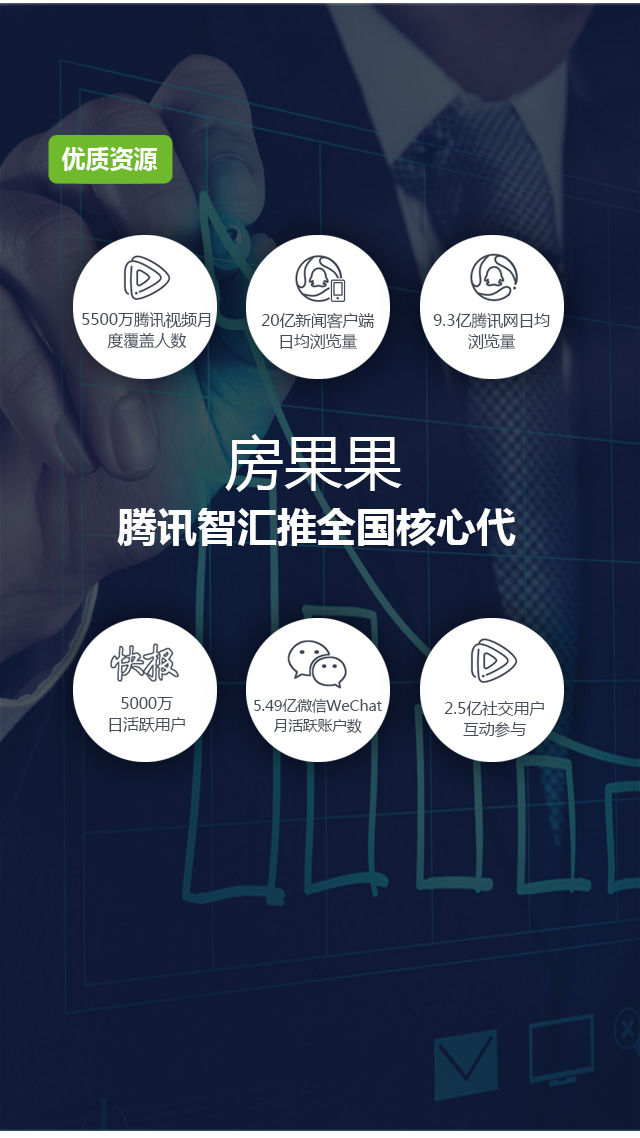 优质资源
5500万腾讯视频月
度覆盖人数
20亿新闻客户端
日均浏览量
9.3亿腾讯网日均
浏览量
房果果
腾讯智汇推全国核心代
快报
5000万
日活跃用户
5.49亿微信WeChat
月活跃账户数
2.5亿社交用户
互动参与